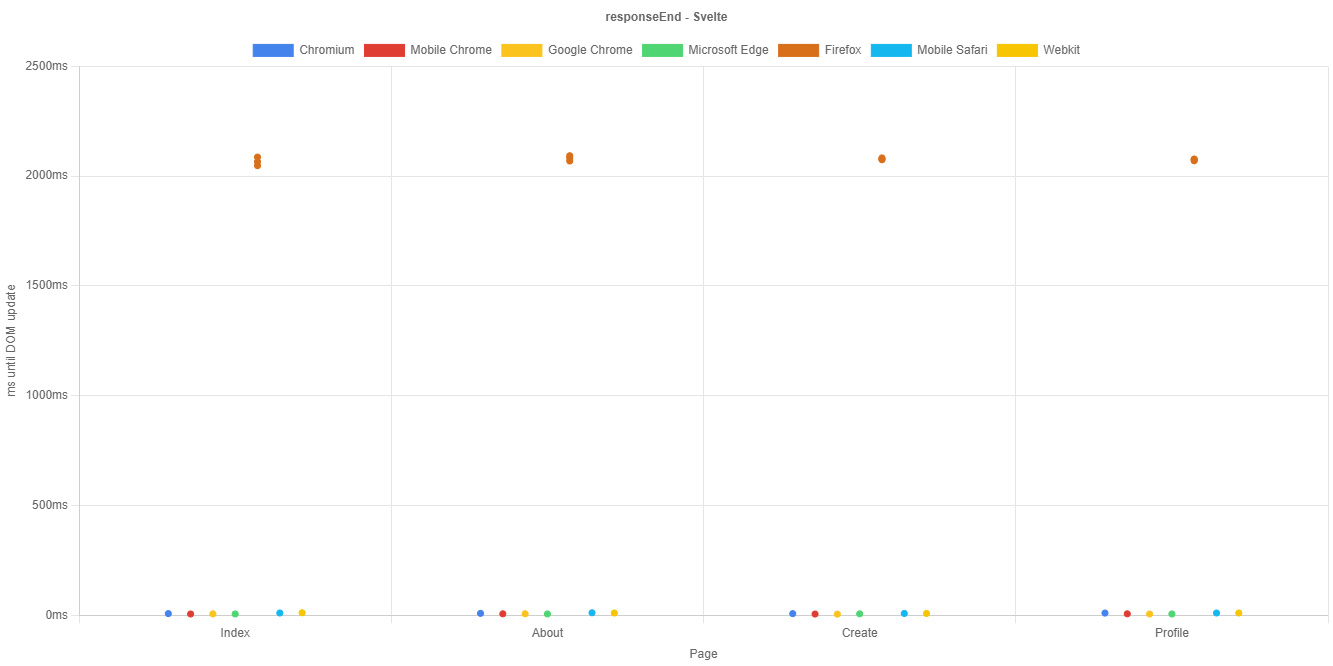 responseEnd - Svelte
Chromium Mobile Chrome Google Chrome Microsoft Edge Firefox Mobile Safari Webkit
2500ms
2000ms
1500ms
1000ms
500ms
0ms
ms until DOM update
Index About Create Profile
Page